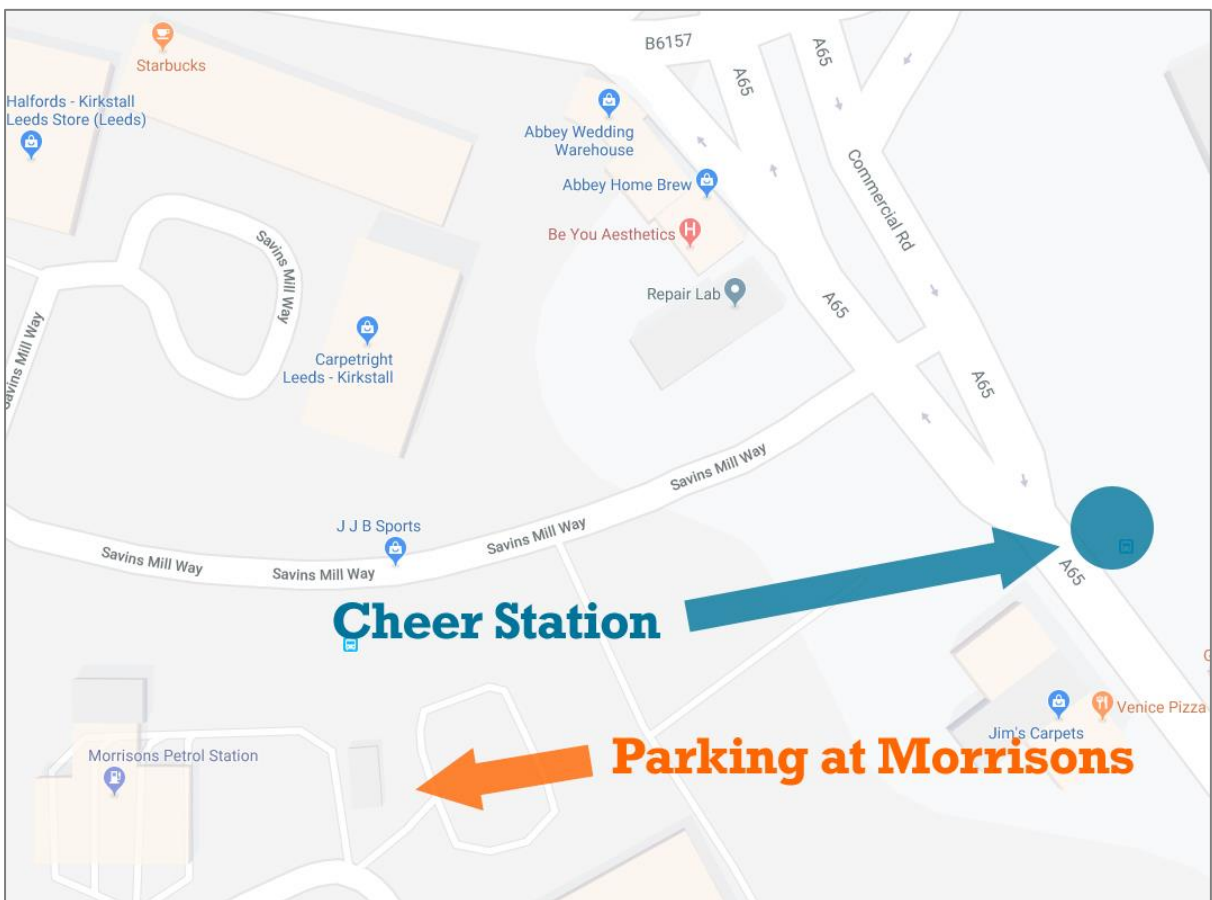 B6157
A65
A65
Starbucks
Halfords - Kirkstall
Leeds Store (Leeds)
Abbey Wedding
Warehouse
Commercial Rd
Abbey Home Brew
Be You Aesthetics
Savins Mill Way
Repair Lab
A65
Savins Mill Way
Carpetright
Leeds - Kirkstall
A65
Savins Mill Way
J J B Sports
Savins Mill Way
Savins Mill Way
Savins Mill Way
A65
Cheer Station
Venice Pizza
Jim's Carpets
Morrisons Petrol Station
Parking at Morrisons